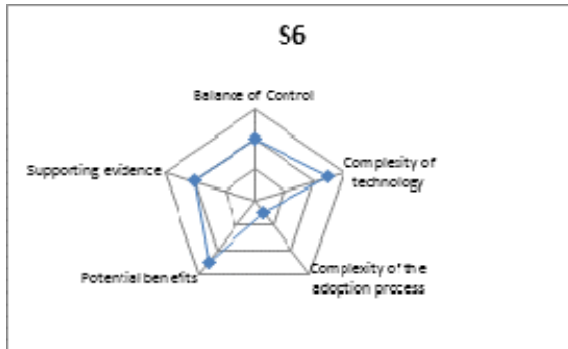 S6
Balance of Control
Supporting evidence
Complexity of
technology
Potential benefits
Complexity of the
adoption process